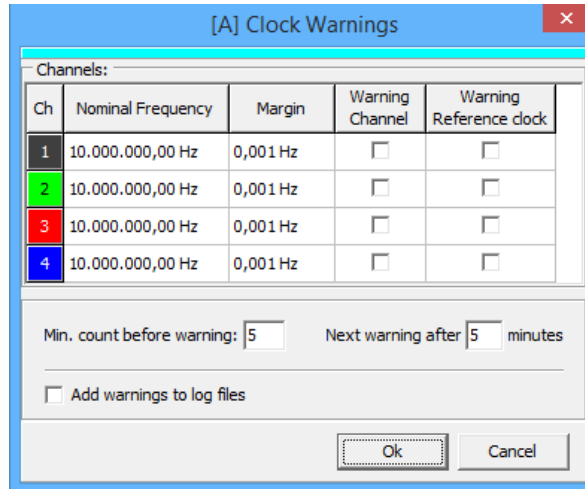 [A] Clock Warnings
×
Channels:
Ch Nominal Frequency Margin Warning Channel Warning Reference clock
1 10.000.000,00 Hz 0,001 Hz
2 10.000.000,00 Hz 0,001 Hz
3 10.000.000,00 Hz 0,001 Hz
4 10.000.000,00 Hz 0,001 Hz
Min. count before warning: 5 Next warning after 5 minutes
Add warnings to log files
Ok Cancel